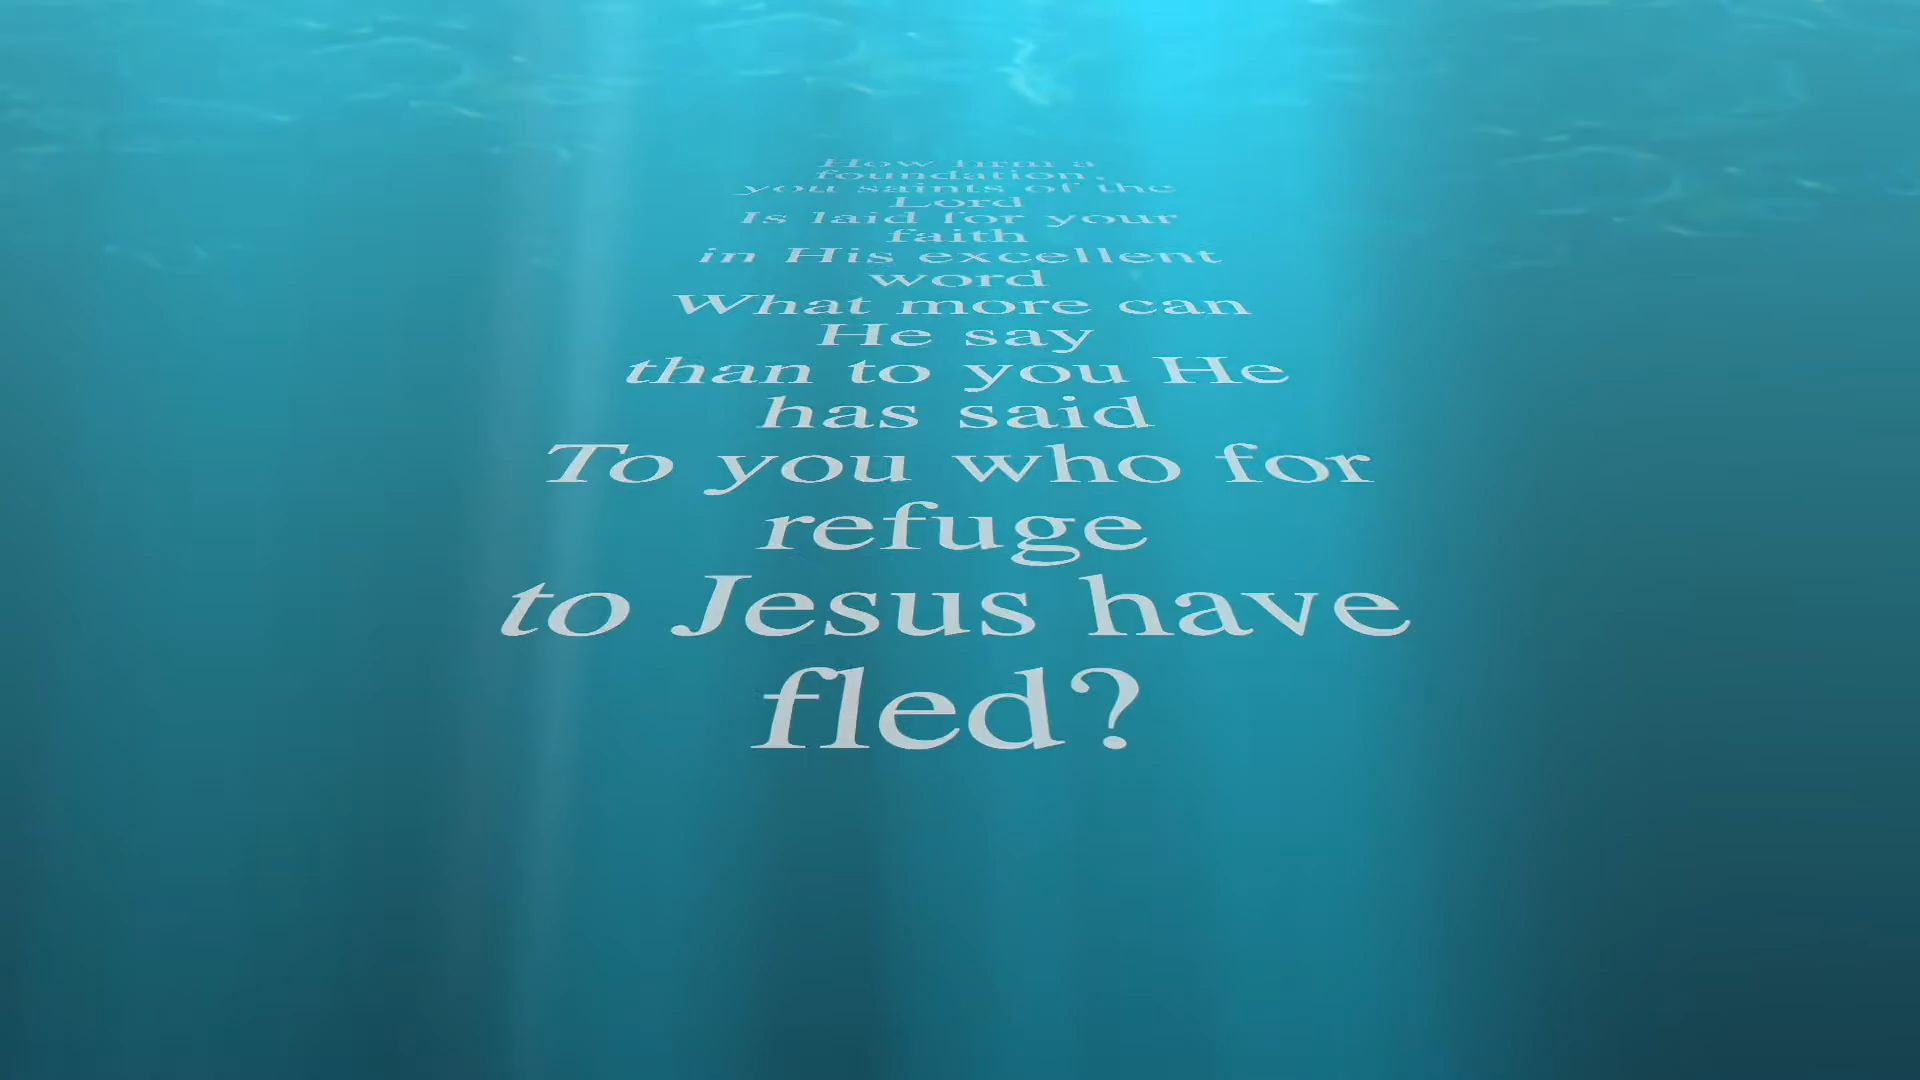 How firm a
foundation,
you saints of the
Lord
Is laid for your
faith
in His excellent
word
What more can
He say
than to you He
has said
To you who for
refuge
to Jesus have
fled?